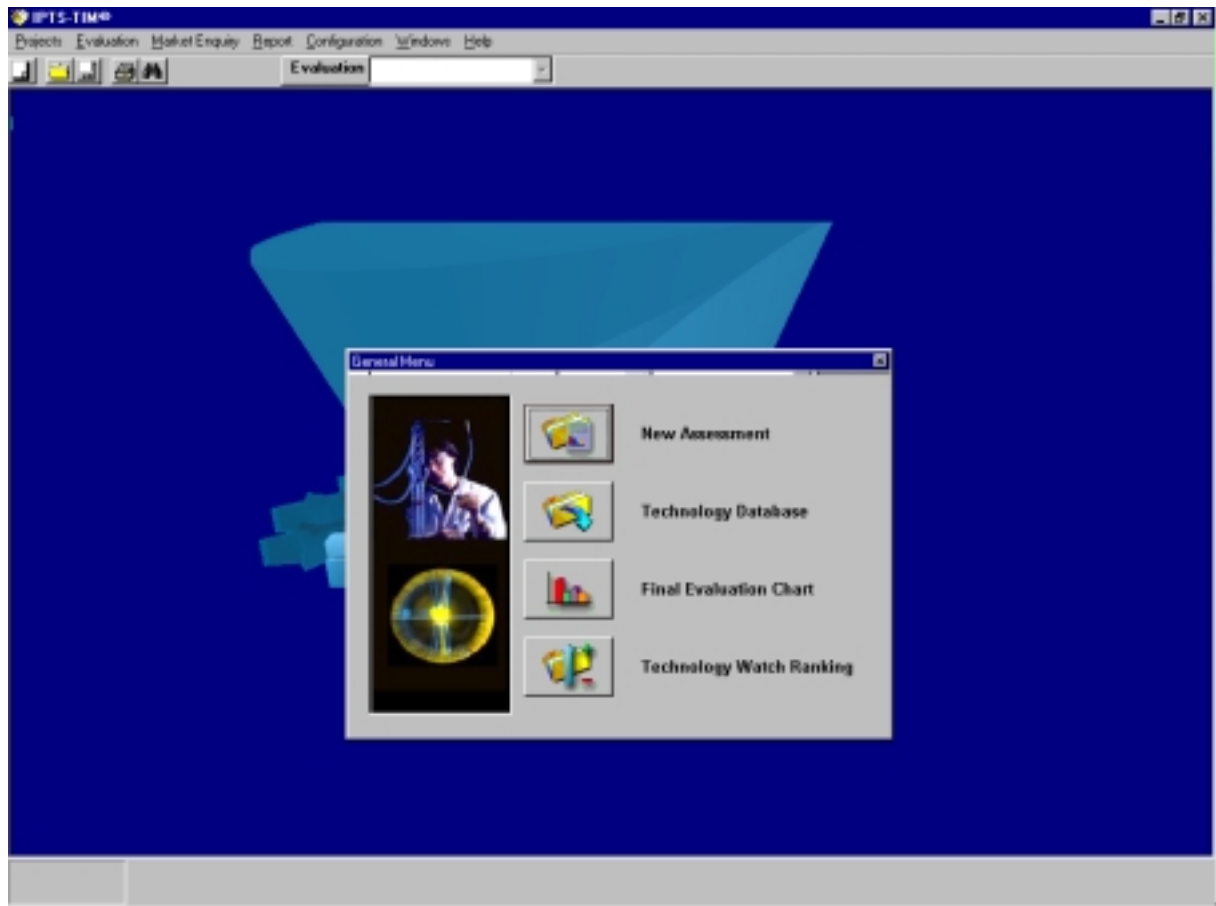 IPTS-TIM®
Projects Evaluation Market Enquiry Report Configuration Windows Help
Evaluation
General Menu
New Assessment
Technology Database
Final Evaluation Chart
Technology Watch Ranking